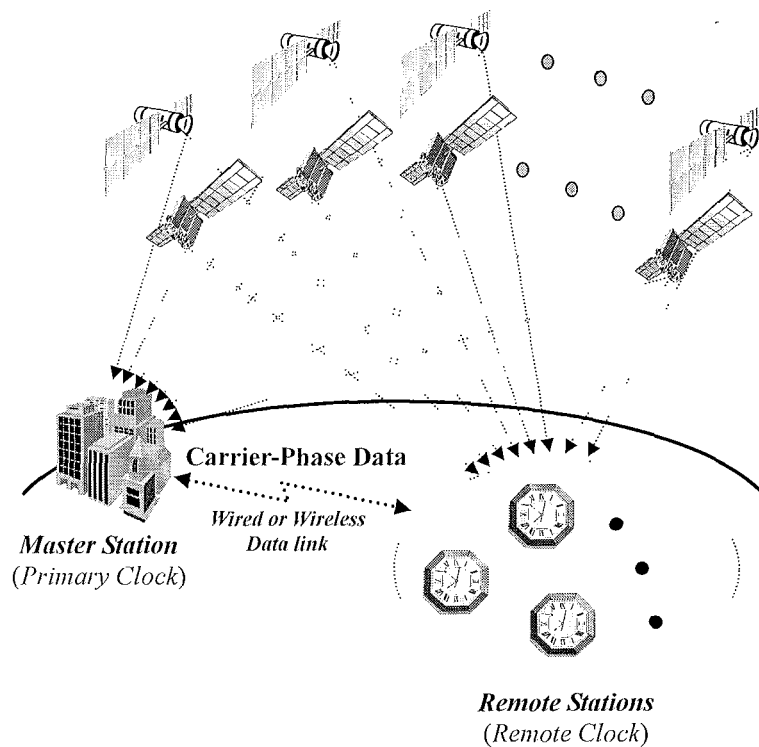 Carrier-Phase Data
Wired or Wireless
Data link
Master Station
(Primary Clock)
Remote Stations
(Remote Clock)